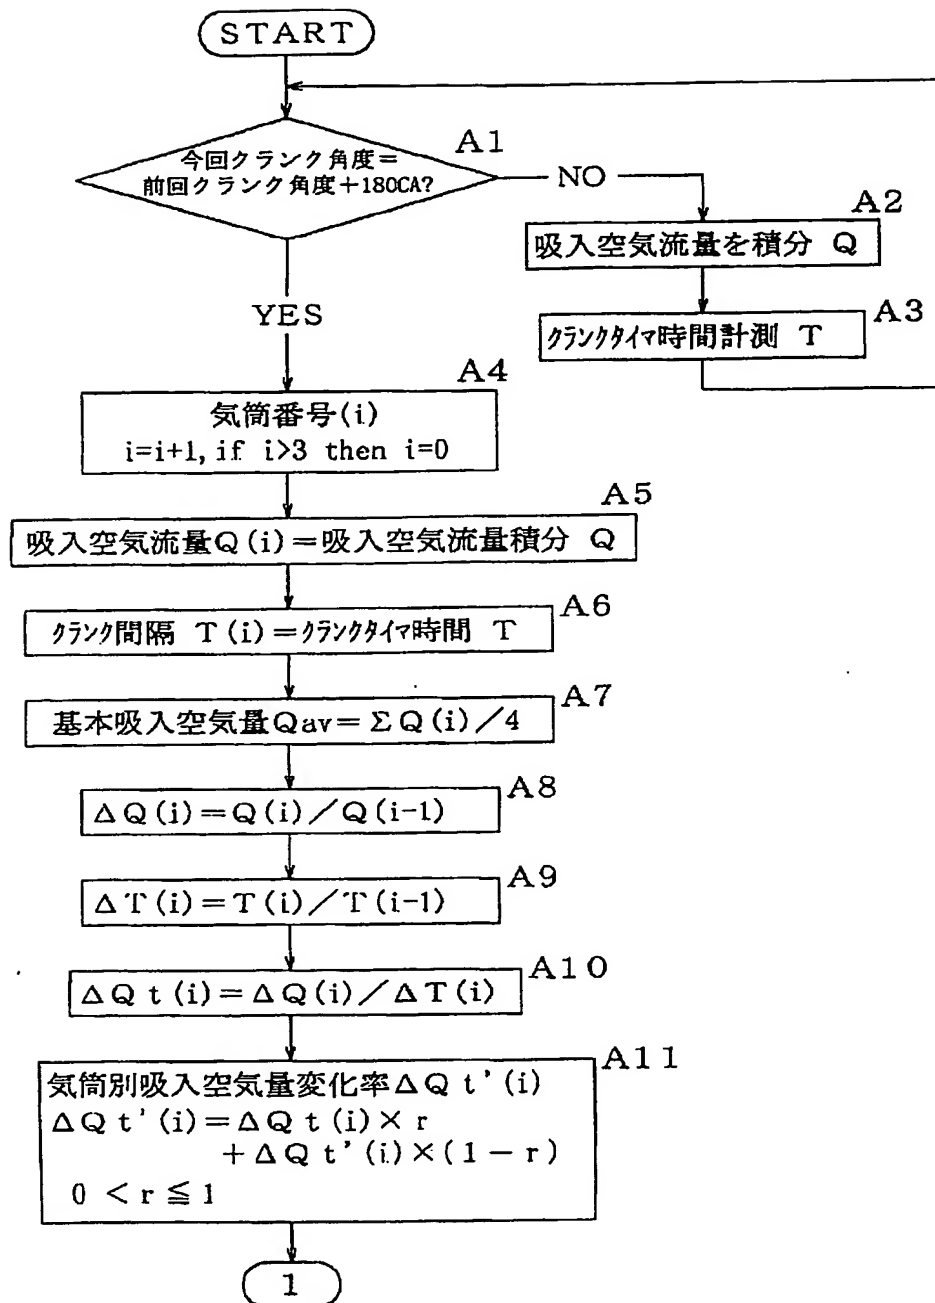 START
A1
今回クランク角度＝
前回クランク角度＋180CA?
NO
A2
吸入空気流量を積分 Q
A3
クランクタイマ時間計測 T
YES
A4
気筒番号(i)
i=i+1, if i>3 then i=0
A5
吸入空気流量Q(i)＝吸入空気流量積分 Q
A6
クランク間隔 T(i)＝クランクタイマ時間 T
A7
基本吸入空気量Qav＝ΣQ(i)／4
A8
ΔQ(i)＝Q(i)／Q(i-1)
A9
ΔT(i)＝T(i)／T(i-1)
A10
ΔQt(i)＝ΔQ(i)／ΔT(i)
A11
気筒別吸入空気量変化率ΔQt'(i)
ΔQt'(i)＝ΔQt(i)×r
＋ΔQt'(i)×(1－r)
0＜r≦1
1